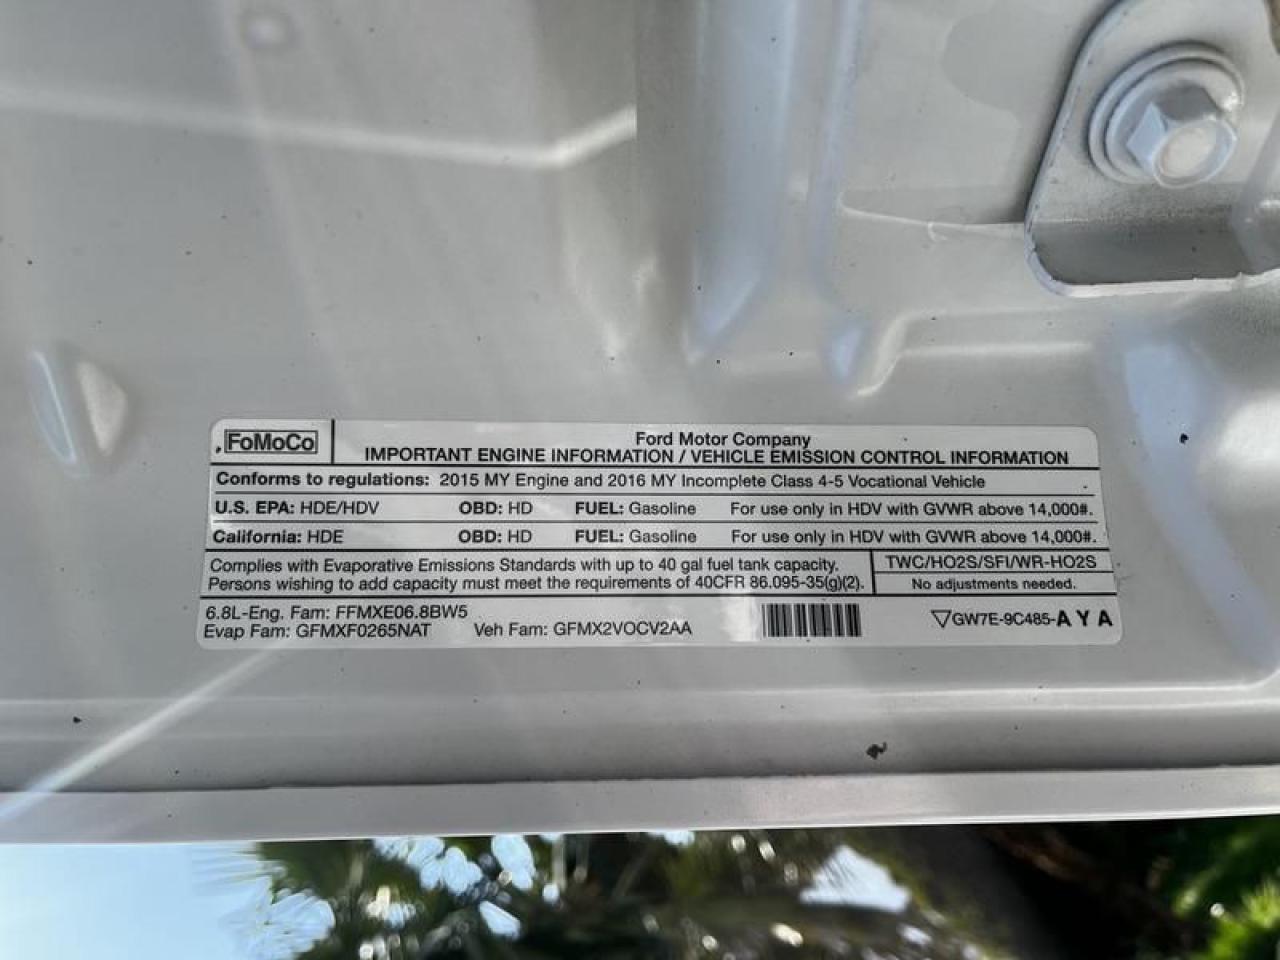 FoMoCo
Ford Motor Company
IMPORTANT ENGINE INFORMATION / VEHICLE EMISSION CONTROL INFORMATION
Conforms to regulations: 2015 MY Engine and 2016 MY Incomplete Class 4-5 Vocational Vehicle
U.S. EPA: HDE/HDV OBD: HD FUEL: Gasoline For use only in HDV with GVWR above 14,000#.
California: HDE OBD: HD FUEL: Gasoline For use only in HDV with GVWR above 14,000#.
Complies with Evaporative Emissions Standards with up to 40 gal fuel tank capacity.
Persons wishing to add capacity must meet the requirements of 40CFR 86.095-35(g)(2).
TWC/HO2S/SFI/WR-HO2S
No adjustments needed.
6.8L-Eng. Fam: FFMXE06.8BW5
Evap Fam: GFMXF0265NAT Veh Fam: GFMX2VOCV2AA
▽GW7E-9C485-AYA